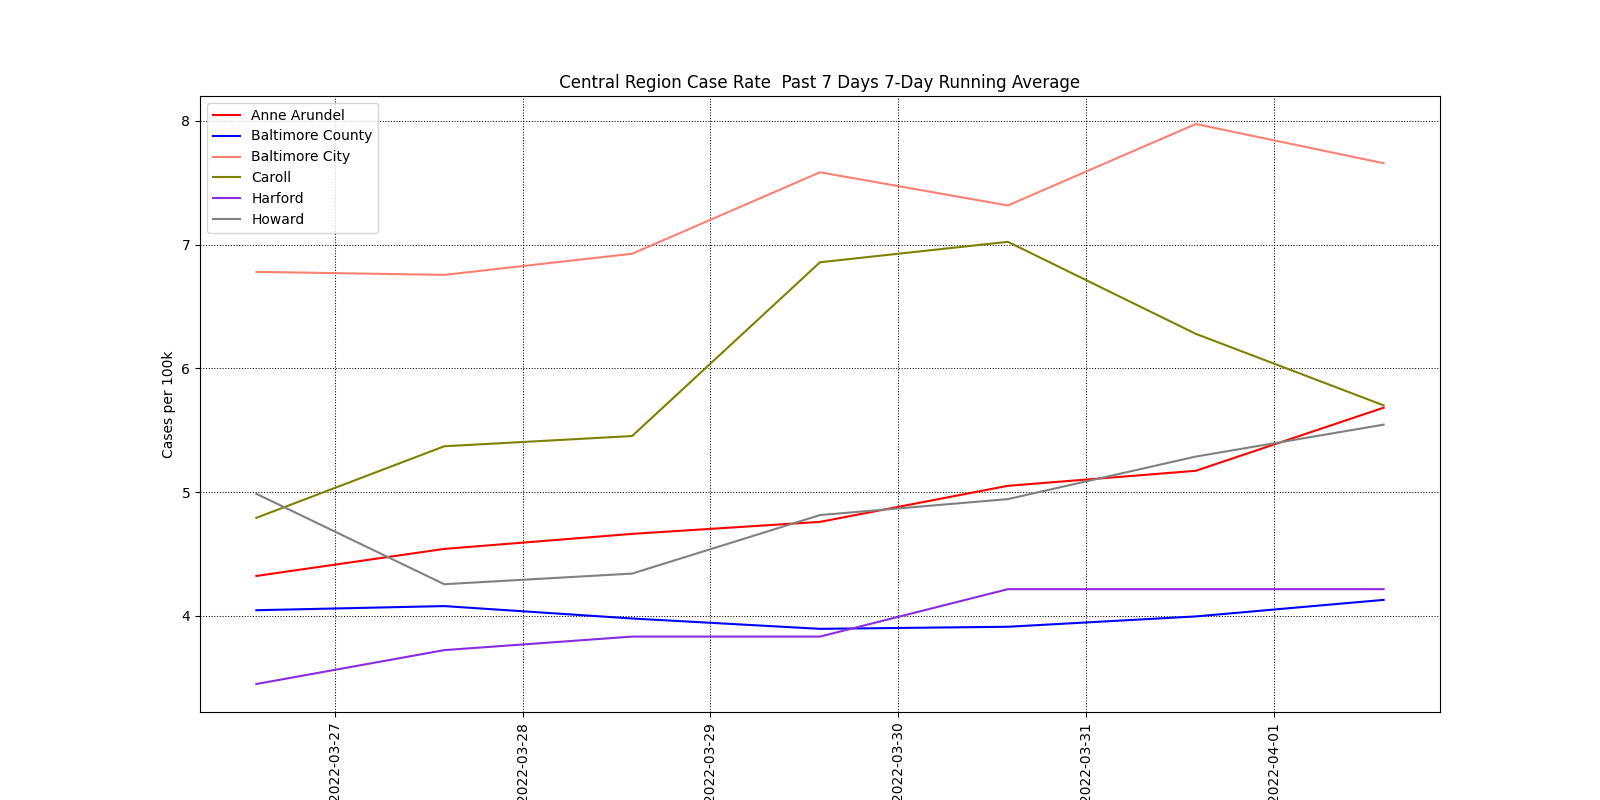 Central Region Case Rate  Past 7 Days 7-Day Running Average
Anne Arundel
Baltimore County
Baltimore City
Caroll
Harford
Howard
8
7
6
5
4
Cases per 100k
2022-03-27
2022-03-28
2022-03-29
2022-03-30
2022-03-31
2022-04-01